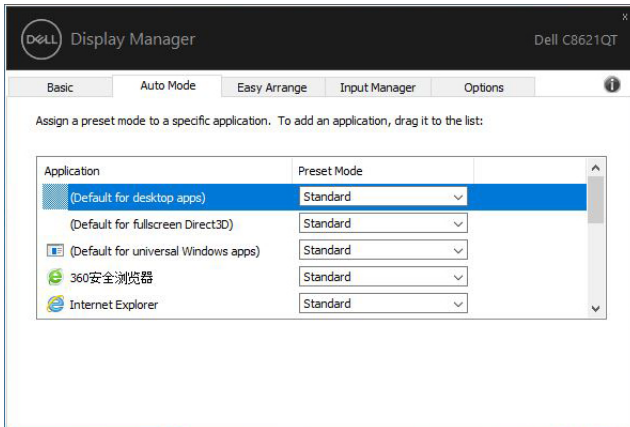 DELL Display Manager Dell C8621QT
Basic Auto Mode Easy Arrange Input Manager Options
Assign a preset mode to a specific application. To add an application, drag it to the list:
Application Preset Mode
(Default for desktop apps) Standard
(Default for fullscreen Direct3D) Standard
(Default for universal Windows apps) Standard
360安全浏览器 Standard
Internet Explorer Standard